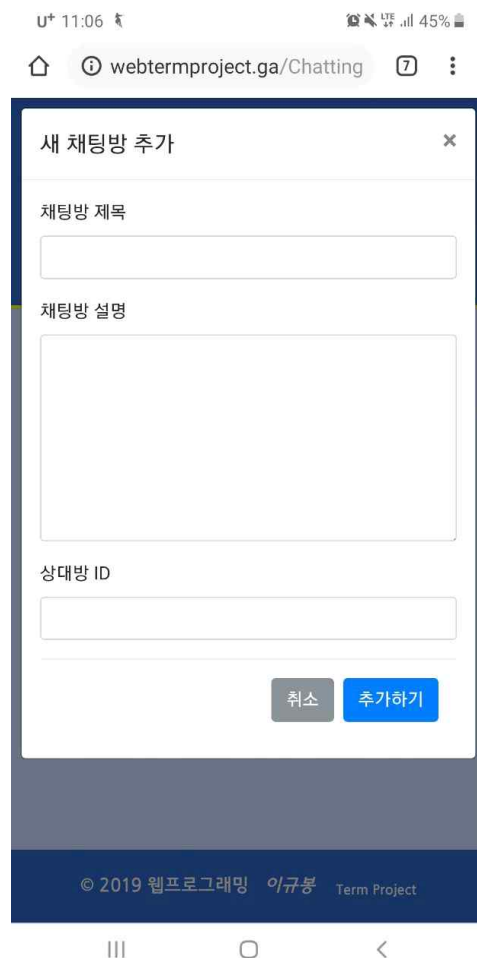 U+ 11:06 LTE 45%
webtermproject.ga/Chatting 7
새 채팅방 추가 ×
채팅방 제목
채팅방 설명
상대방 ID
취소 추가하기
© 2019 웹프로그래밍 이규봉 Term Project